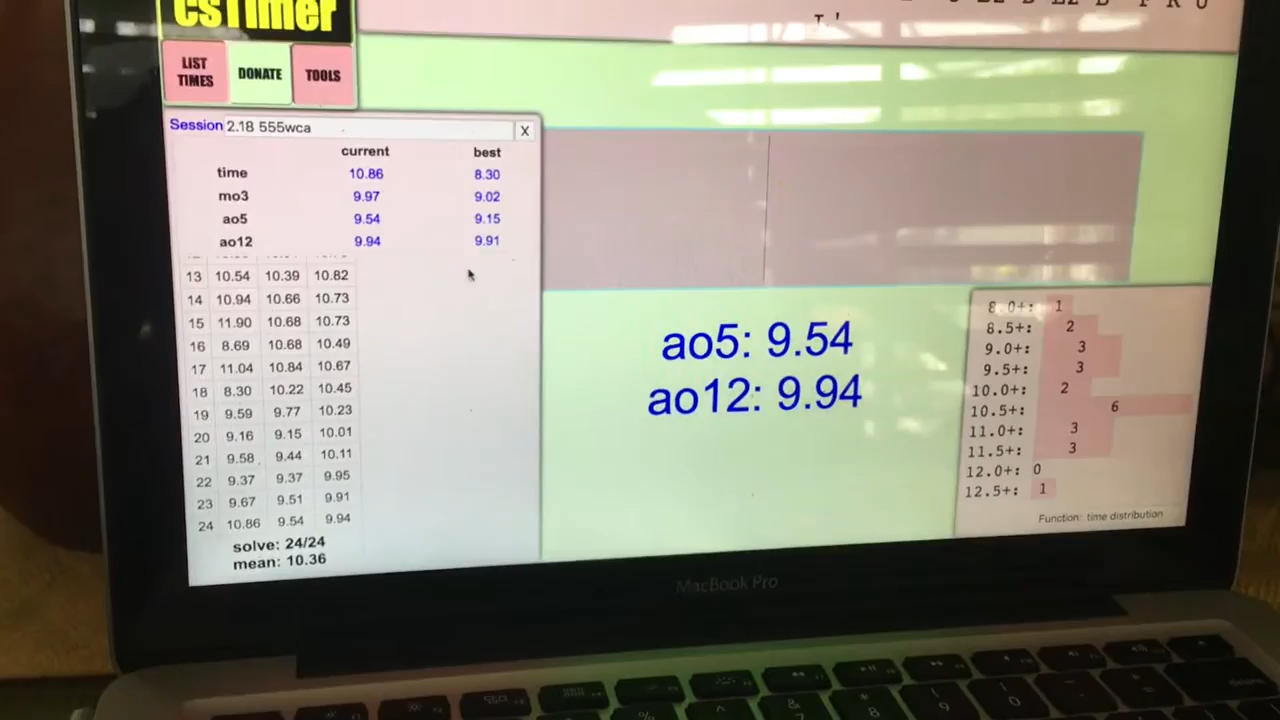 csTimer
LIST TIMES
DONATE
TOOLS
Session 2.18 555wca X
current best
time 10.86 8.30
mo3 9.97 9.02
ao5 9.54 9.15
ao12 9.94 9.91
13 10.54 10.39 10.82
14 10.94 10.66 10.73
15 11.90 10.68 10.73
16 8.69 10.68 10.49
17 11.04 10.84 10.67
18 8.30 10.22 10.45
19 9.59 9.77 10.23
20 9.16 9.15 10.01
21 9.58 9.44 10.11
22 9.37 9.37 9.95
23 9.67 9.51 9.91
24 10.86 9.54 9.94
solve: 24/24
mean: 10.36
ao5: 9.54
ao12: 9.94
8.0+: 1
8.5+: 2
9.0+: 3
9.5+: 3
10.0+: 2
10.5+: 6
11.0+: 3
11.5+: 3
12.0+: 0
12.5+: 1
Function: time distribution
MacBook Pro